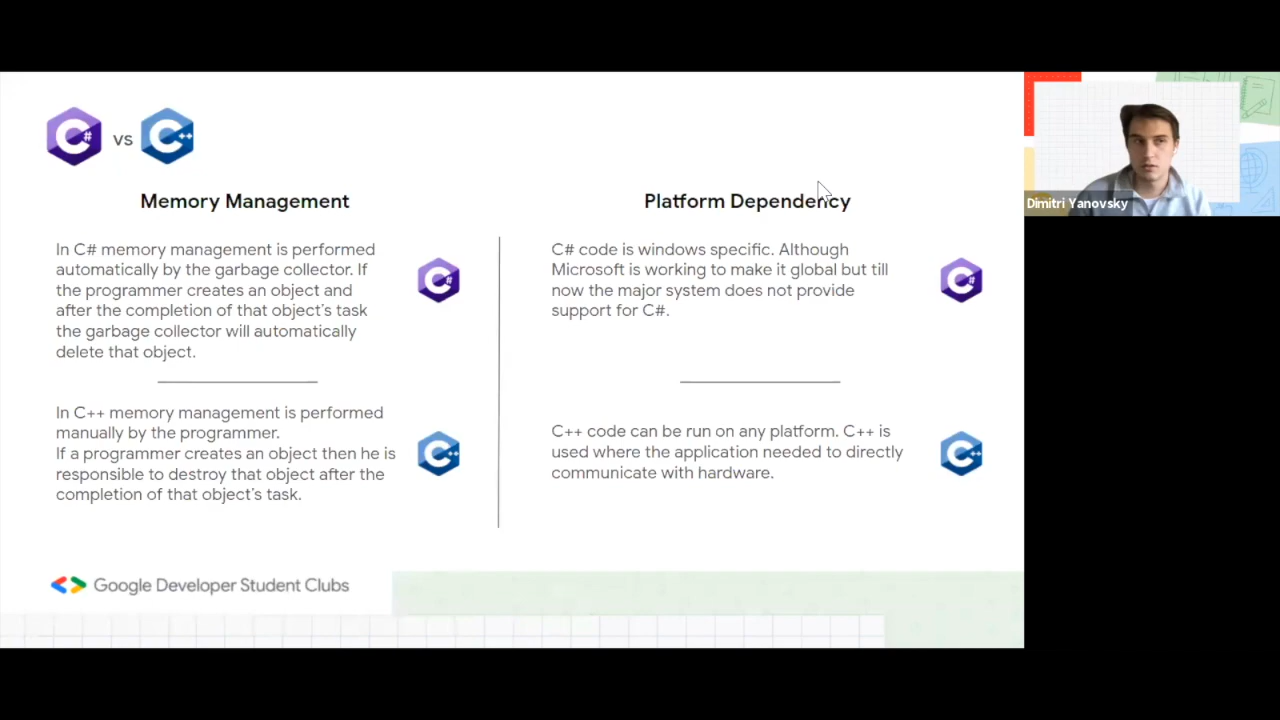 C# vs C++
Memory Management
In C# memory management is performed
automatically by the garbage collector. If
the programmer creates an object and
after the completion of that object's task
the garbage collector will automatically
delete that object.
C#
In C++ memory management is performed
manually by the programmer.
If a programmer creates an object then he is
responsible to destroy that object after the
completion of that object's task.
C++
Platform Dependency
C# code is windows specific. Although
Microsoft is working to make it global but till
now the major system does not provide
support for C#.
C#
C++ code can be run on any platform. C++ is
used where the application needed to directly
communicate with hardware.
C++
Google Developer Student Clubs
Dimitri Yanovsky